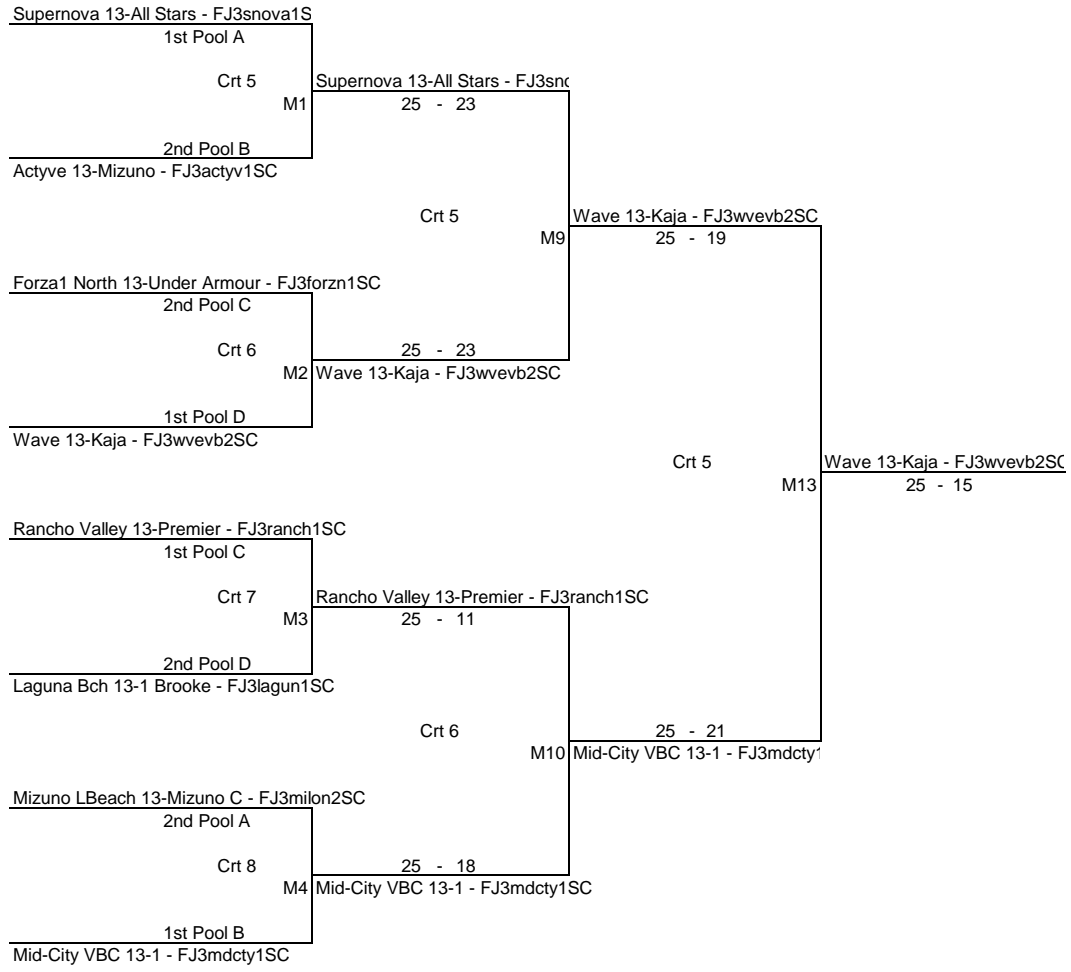 Supernova 13-All Stars - FJ3snova1S
1st Pool A
Crt 5
Supernova 13-All Stars - FJ3snc
M1
25 - 23
2nd Pool B
Actyve 13-Mizuno - FJ3actyv1SC
Crt 5
Wave 13-Kaja - FJ3wvevb2SC
M9
25 - 19
Forza1 North 13-Under Armour - FJ3forzn1SC
2nd Pool C
Crt 6
25 - 23
M2
Wave 13-Kaja - FJ3wvevb2SC
1st Pool D
Wave 13-Kaja - FJ3wvevb2SC
Crt 5
Wave 13-Kaja - FJ3wvevb2SC
M13
25 - 15
Rancho Valley 13-Premier - FJ3ranch1SC
1st Pool C
Crt 7
Rancho Valley 13-Premier - FJ3ranch1SC
M3
25 - 11
2nd Pool D
Laguna Bch 13-1 Brooke - FJ3lagun1SC
Crt 6
25 - 21
M10
Mid-City VBC 13-1 - FJ3mdcty1
Mizuno LBeach 13-Mizuno C - FJ3milon2SC
2nd Pool A
Crt 8
25 - 18
M4
Mid-City VBC 13-1 - FJ3mdcty1SC
1st Pool B
Mid-City VBC 13-1 - FJ3mdcty1SC